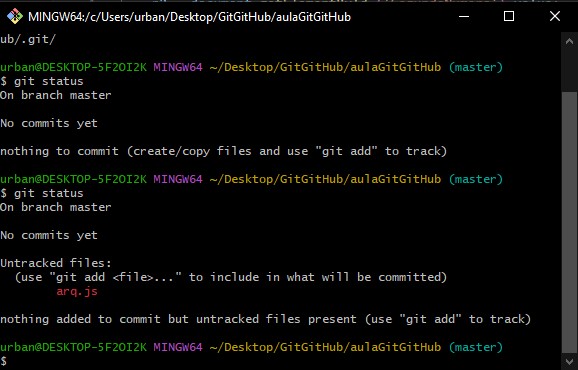 MINGW64:/c/Users/urban/Desktop/GitGitHub/aulaGitGitHub
ub/.git/
urban@DESKTOP-5F2OI2K MINGW64 ~/Desktop/GitGitHub/aulaGitGitHub (master)
$ git status
On branch master
No commits yet
nothing to commit (create/copy files and use "git add" to track)
urban@DESKTOP-5F2OI2K MINGW64 ~/Desktop/GitGitHub/aulaGitGitHub (master)
$ git status
On branch master
No commits yet
Untracked files:
(use "git add <file>..." to include in what will be committed)
arq.js
nothing added to commit but untracked files present (use "git add" to track)
urban@DESKTOP-5F2OI2K MINGW64 ~/Desktop/GitGitHub/aulaGitGitHub (master)
$